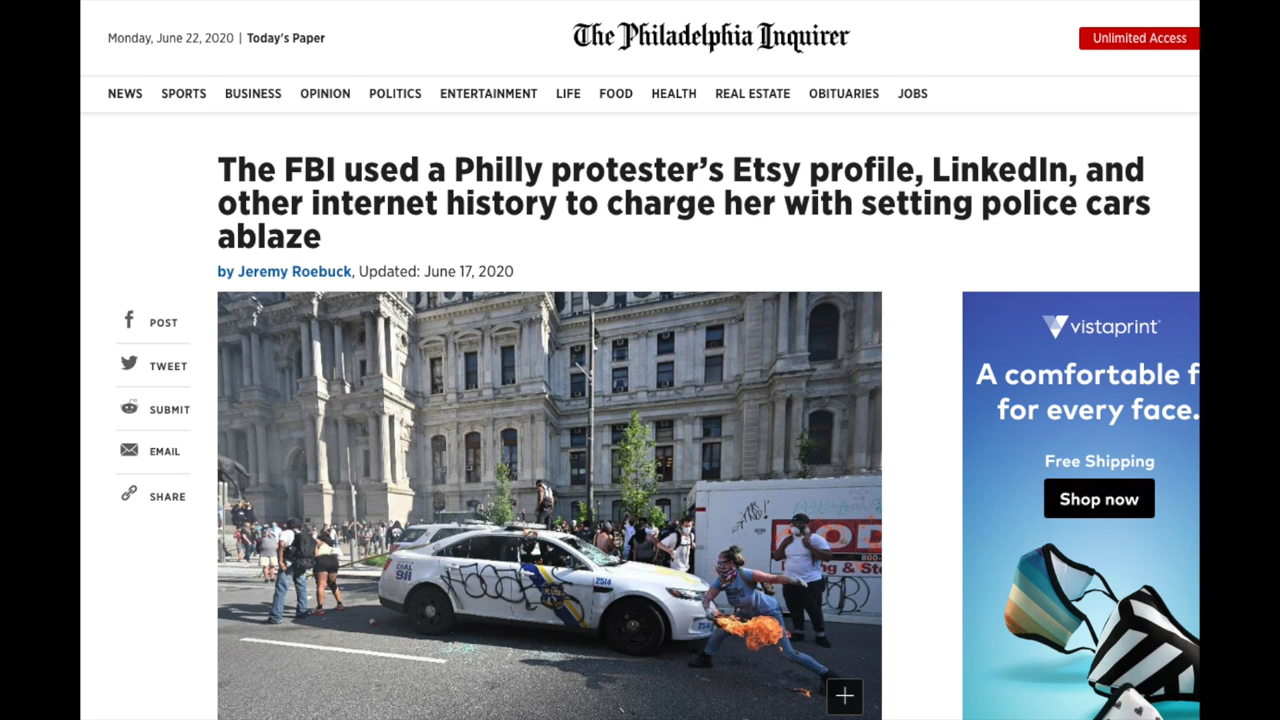 Monday, June 22, 2020 | Today's Paper
The Philadelphia Inquirer
Unlimited Access
NEWS SPORTS BUSINESS OPINION POLITICS ENTERTAINMENT LIFE FOOD HEALTH REAL ESTATE OBITUARIES JOBS
The FBI used a Philly protester's Etsy profile, LinkedIn, and
other internet history to charge her with setting police cars
ablaze
by Jeremy Roebuck, Updated: June 17, 2020
POST
TWEET
SUBMIT
EMAIL
SHARE
DIAL
911
2514
vistaprint
A comfortable f
for every face.
Free Shipping
Shop now